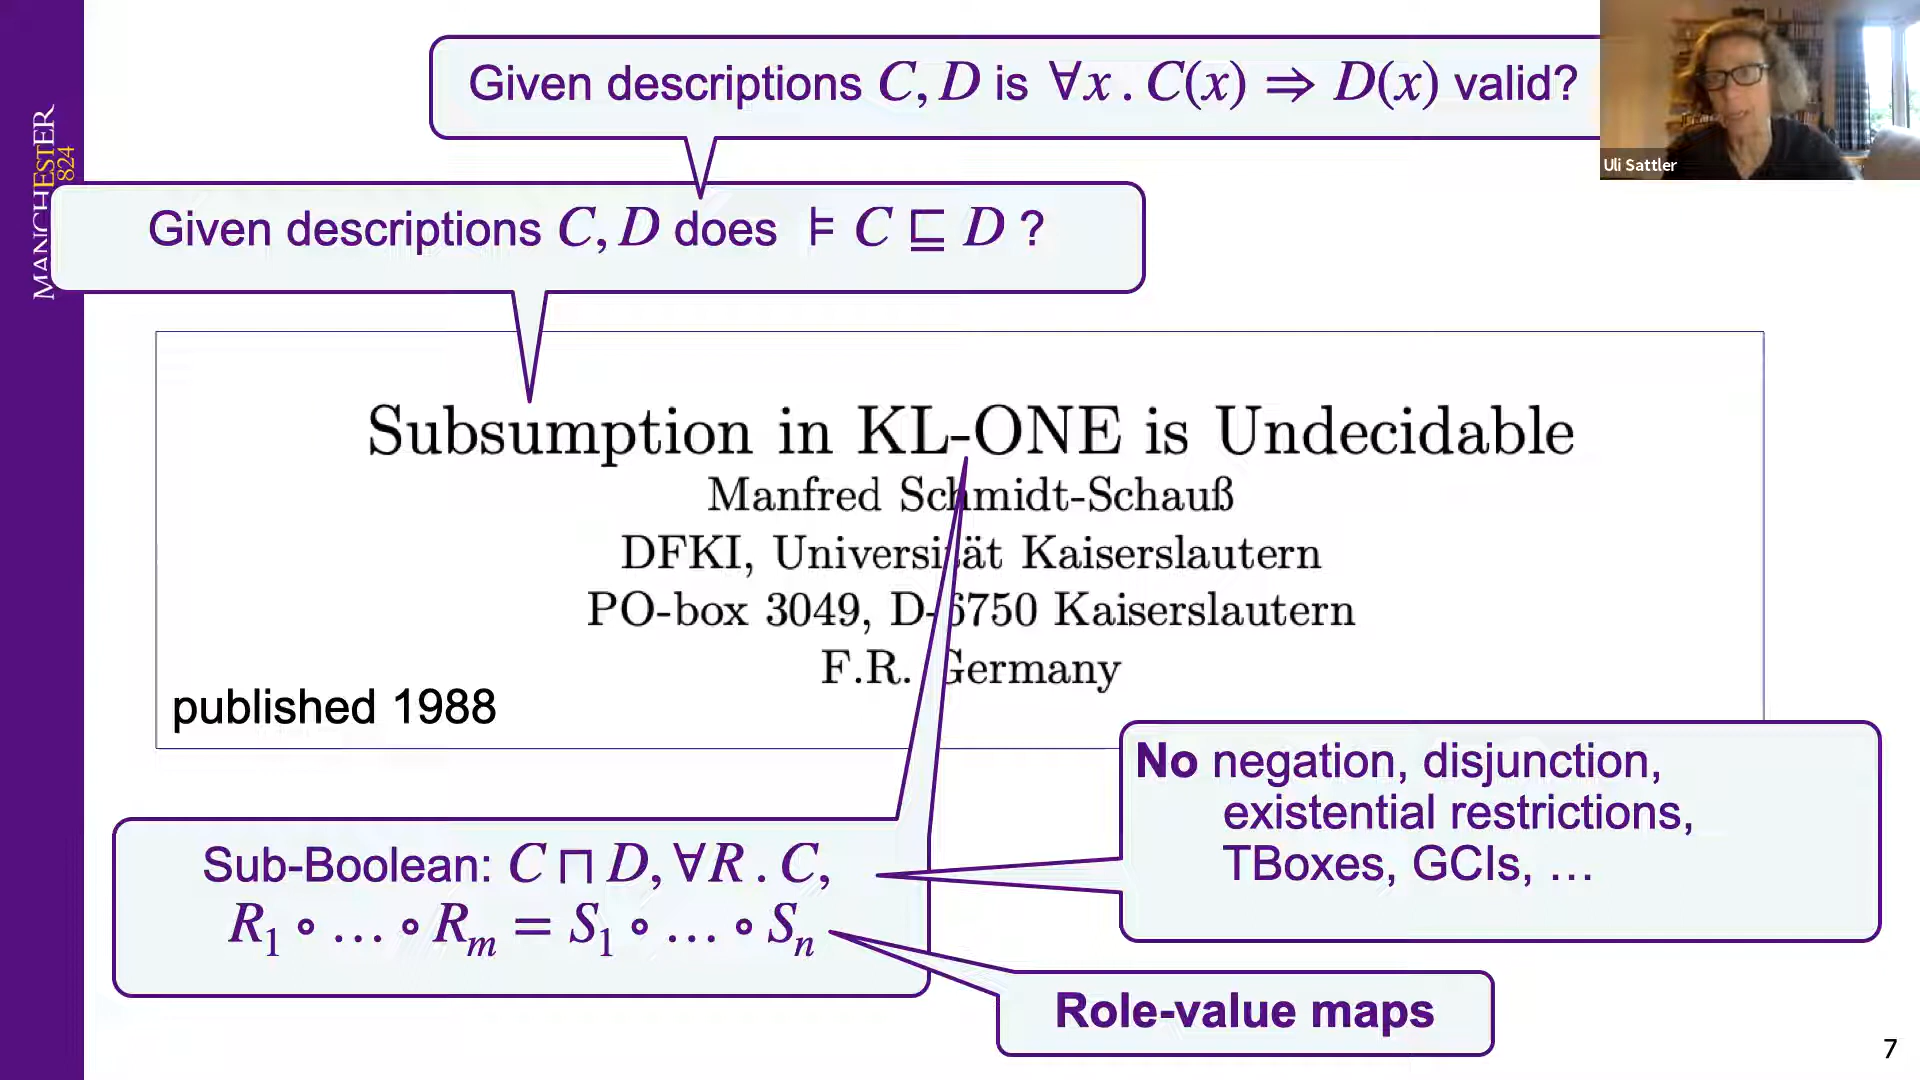 Given descriptions C, D is ∀x . C(x) ⇒ D(x) valid?
Uli Sattler
MANCHESTER
824
Given descriptions C, D does ⊨ C ⊑ D ?
Subsumption in KL-ONE is Undecidable
Manfred Schmidt-Schauß
DFKI, Universität Kaiserslautern
PO-box 3049, D-6750 Kaiserslautern
F.R. Germany
published 1988
No negation, disjunction,
existential restrictions,
TBoxes, GCIs, …
Sub-Boolean: C ⊓ D, ∀R . C,
R₁ ∘ … ∘ Rₘ = S₁ ∘ … ∘ Sₙ
Role-value maps
7